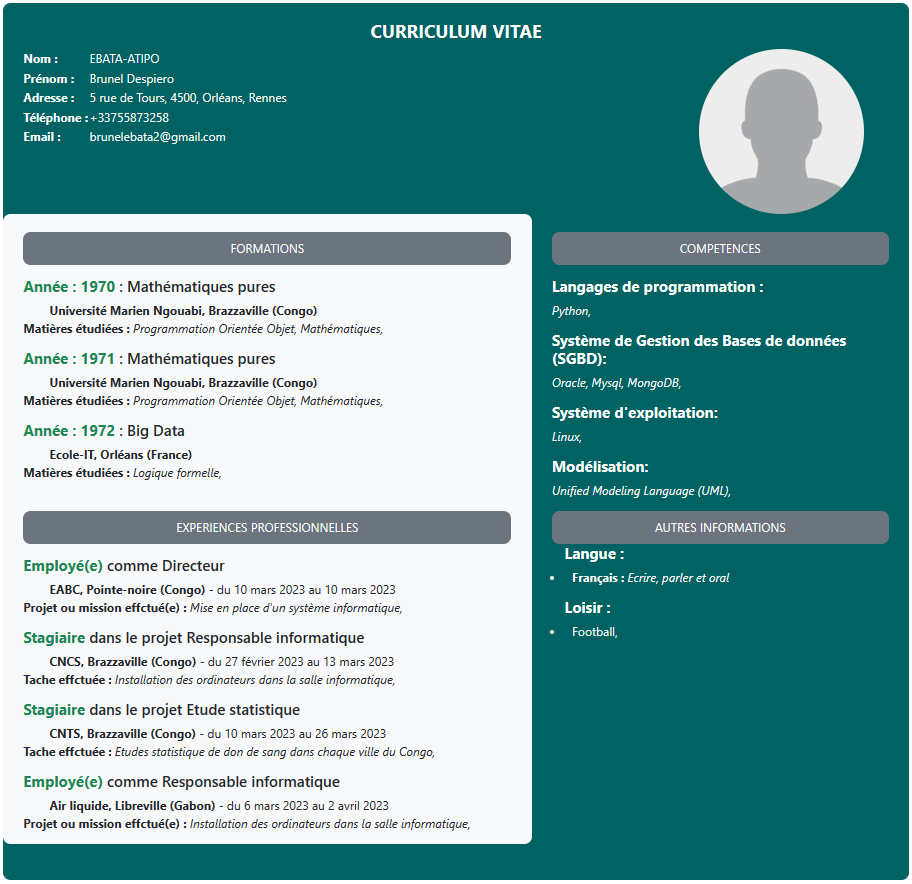 CURRICULUM VITAE
Nom : EBATA-ATIPO
Prénom : Brunel Despiero
Adresse : 5 rue de Tours, 4500, Orléans, Rennes
Téléphone : +33755873258
Email : brunelebata2@gmail.com
FORMATIONS
Année : 1970 : Mathématiques pures
Université Marien Ngouabi, Brazzaville (Congo)
Matières étudiées : Programmation Orientée Objet, Mathématiques,
Année : 1971 : Mathématiques pures
Université Marien Ngouabi, Brazzaville (Congo)
Matières étudiées : Programmation Orientée Objet, Mathématiques,
Année : 1972 : Big Data
Ecole-IT, Orléans (France)
Matières étudiées : Logique formelle,
EXPERIENCES PROFESSIONNELLES
Employé(e) comme Directeur
EABC, Pointe-noire (Congo) - du 10 mars 2023 au 10 mars 2023
Projet ou mission effctué(e) : Mise en place d'un système informatique,
Stagiaire dans le projet Responsable informatique
CNCS, Brazzaville (Congo) - du 27 février 2023 au 13 mars 2023
Tache effctuée : Installation des ordinateurs dans la salle informatique,
Stagiaire dans le projet Etude statistique
CNTS, Brazzaville (Congo) - du 10 mars 2023 au 26 mars 2023
Tache effctuée : Etudes statistique de don de sang dans chaque ville du Congo,
Employé(e) comme Responsable informatique
Air liquide, Libreville (Gabon) - du 6 mars 2023 au 2 avril 2023
Projet ou mission effctué(e) : Installation des ordinateurs dans la salle informatique,
COMPETENCES
Langages de programmation :
Python,
Système de Gestion des Bases de données
(SGBD):
Oracle, Mysql, MongoDB,
Système d'exploitation:
Linux,
Modélisation:
Unified Modeling Language (UML),
AUTRES INFORMATIONS
Langue :
• Français : Ecrire, parler et oral
Loisir :
• Football,